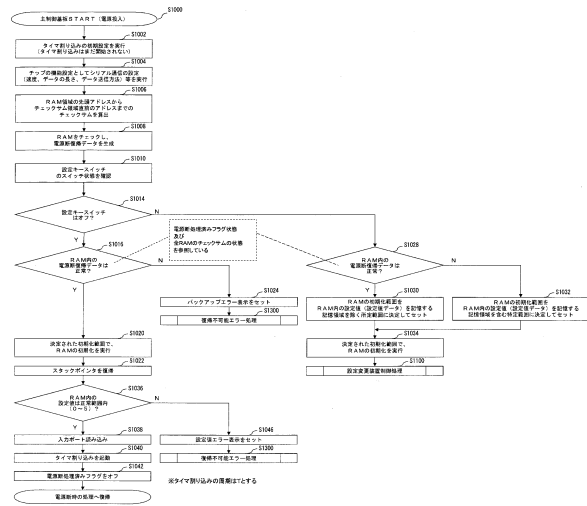 主制御基板START(電源投入)
S1000
S1002
タイマ割り込みの初期設定を実行
(タイマ割り込みはまだ開始されない)
S1004
チップの機能設定としてシリアル通信の設定
(速度、データの長さ、データ送信方法)等を実行
S1006
RAM領域の先頭アドレスから
チェックサム領域直前のアドレスまでの
チェックサムを算出
S1008
RAMをチェックし、
電源断復帰データを生成
S1010
設定キースイッチ
のスイッチ状態を確認
S1014
設定キースイッチ
はオフ?
Y
N
電源断処理済みフラグ状態
及び
全RAMのチェックサムの状態
を参照している
S1016
RAM内の
電源断復帰データは
正常?
Y
N
S1028
RAM内の
電源断復帰データは
正常?
Y
N
S1024
バックアップエラー表示をセット
S1300
復帰不可能エラー処理
S1030
RAMの初期化範囲を
RAM内の設定値(設定値データ)を記憶する
記憶領域を除く所定範囲に決定してセット
S1032
RAMの初期化範囲を
RAM内の設定値(設定値データ)を記憶する
記憶領域を含む特定範囲に決定してセット
S1020
決定された初期化範囲で、
RAMの初期化を実行
S1034
決定された初期化範囲で、
RAMの初期化を実行
S1022
スタックポインタを復帰
S1100
設定変更装置制御処理
S1036
RAM内の
設定値は正常範囲内
(0~5)?
Y
N
S1038
入力ポート読み込み
S1046
設定値エラー表示をセット
S1040
タイマ割り込みを起動
S1300
復帰不可能エラー処理
S1042
電源断処理済みフラグをオフ
※タイマ割り込みの周期はTとする
電源断時の処理へ復帰